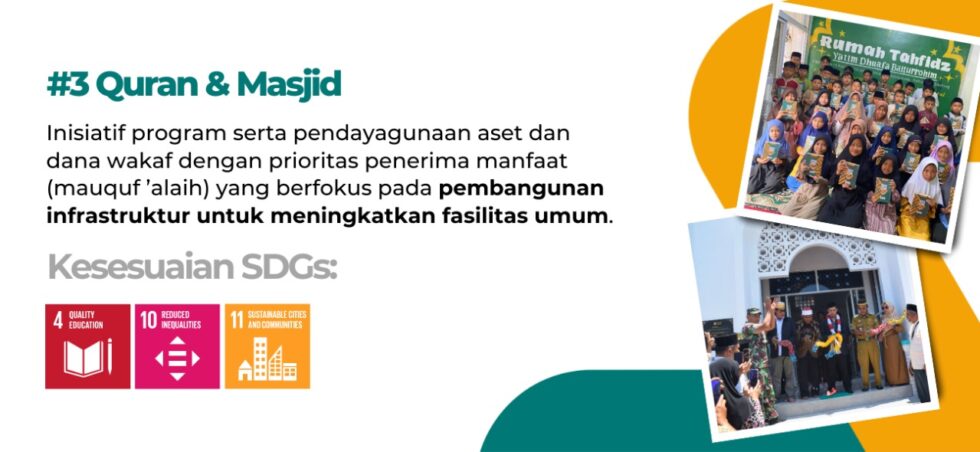 #3 Quran & Masjid
Inisiatif program serta pendayagunaan aset dan
dana wakaf dengan prioritas penerima manfaat
(mauquf 'alaih) yang berfokus pada pembangunan
infrastruktur untuk meningkatkan fasilitas umum.
Kesesuaian SDGs:
4 QUALITY
EDUCATION
10 REDUCED
INEQUALITIES
11 SUSTAINABLE CITIES
AND COMMUNITIES
Rumah Tahfidz
Yatim Dhuafa Baiturrohim